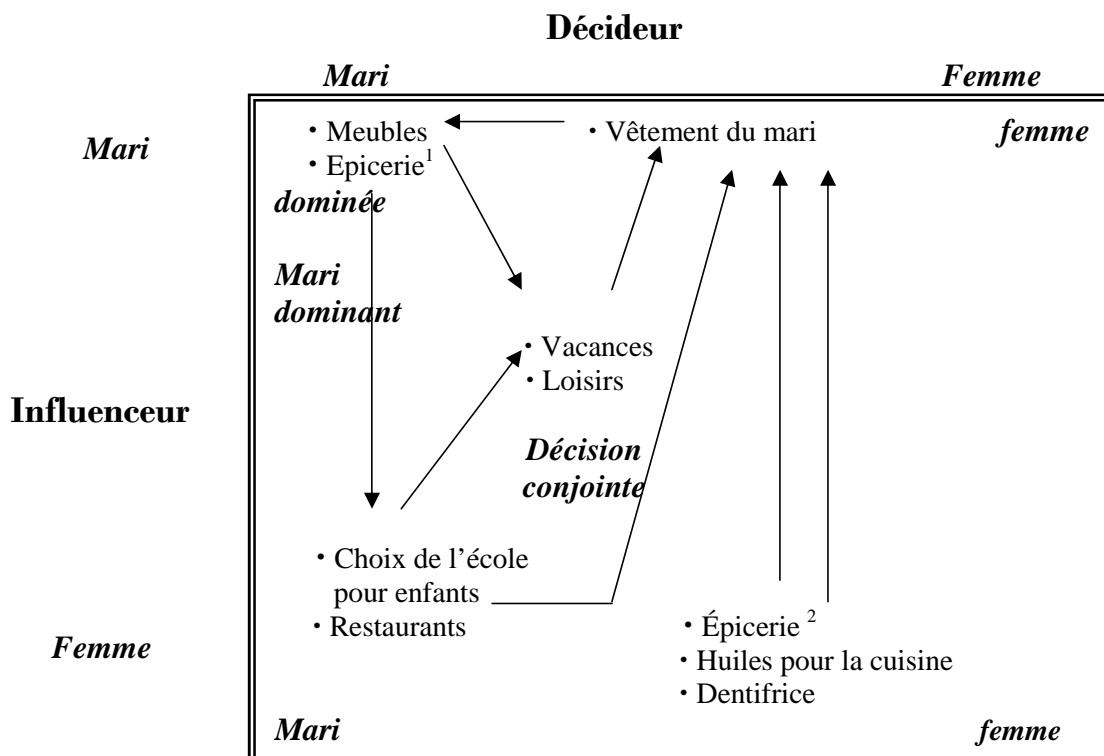 Décideur
Mari Femme
Mari
• Meubles
• Epicerie1
• Vêtement du mari
femme
dominée
Mari
dominant
• Vacances
• Loisirs
Influenceur
Décision
conjointe
• Choix de l’école
pour enfants
• Restaurants
Femme
• Épicerie 2
• Huiles pour la cuisine
• Dentifrice
Mari
femme